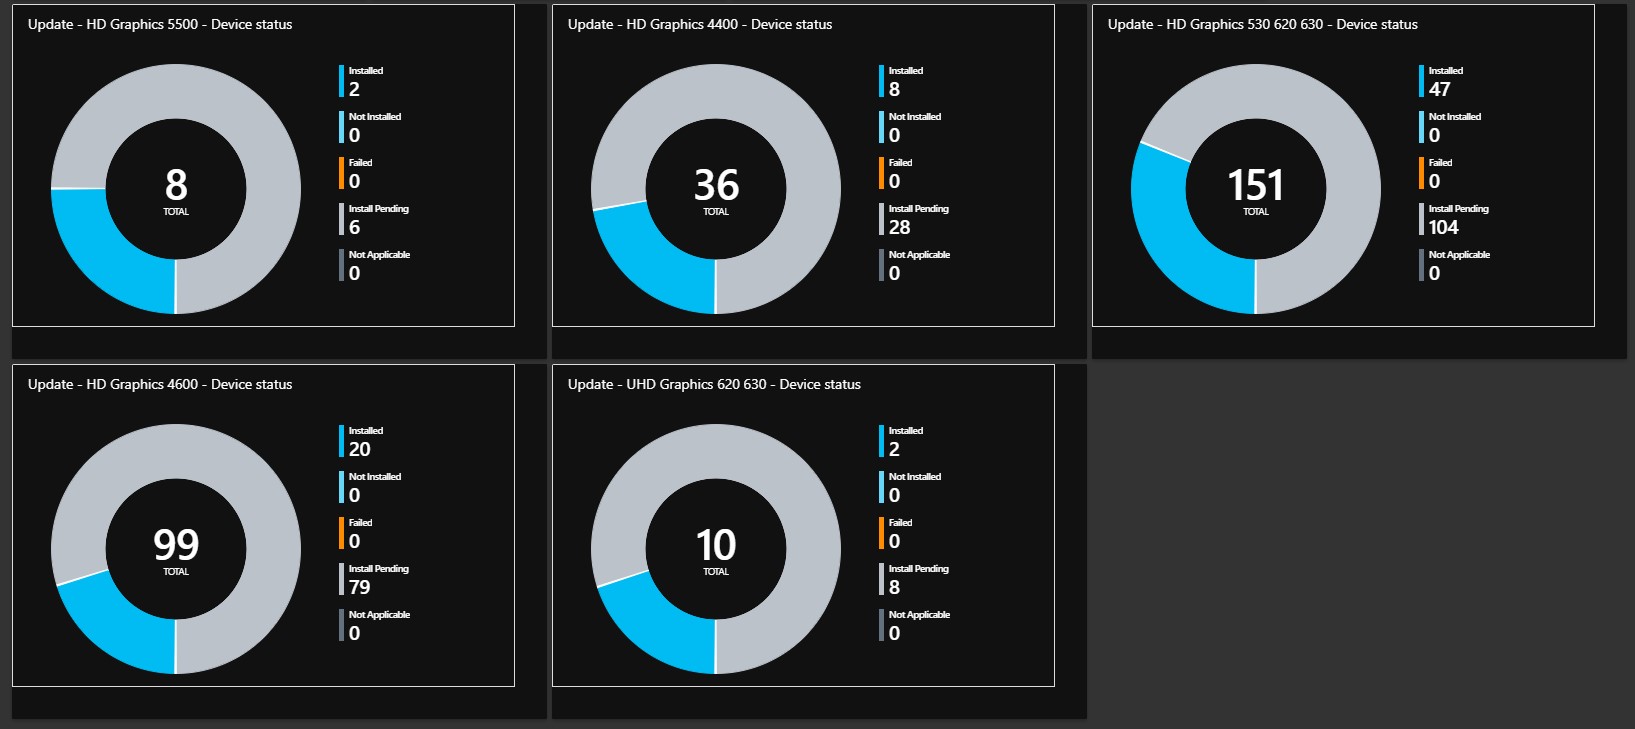 Update - HD Graphics 5500 - Device status
8
TOTAL
Installed
2
Not Installed
0
Failed
0
Install Pending
6
Not Applicable
0
Update - HD Graphics 4400 - Device status
36
TOTAL
Installed
8
Not Installed
0
Failed
0
Install Pending
28
Not Applicable
0
Update - HD Graphics 530 620 630 - Device status
151
TOTAL
Installed
47
Not Installed
0
Failed
0
Install Pending
104
Not Applicable
0
Update - HD Graphics 4600 - Device status
99
TOTAL
Installed
20
Not Installed
0
Failed
0
Install Pending
79
Not Applicable
0
Update - UHD Graphics 620 630 - Device status
10
TOTAL
Installed
2
Not Installed
0
Failed
0
Install Pending
8
Not Applicable
0